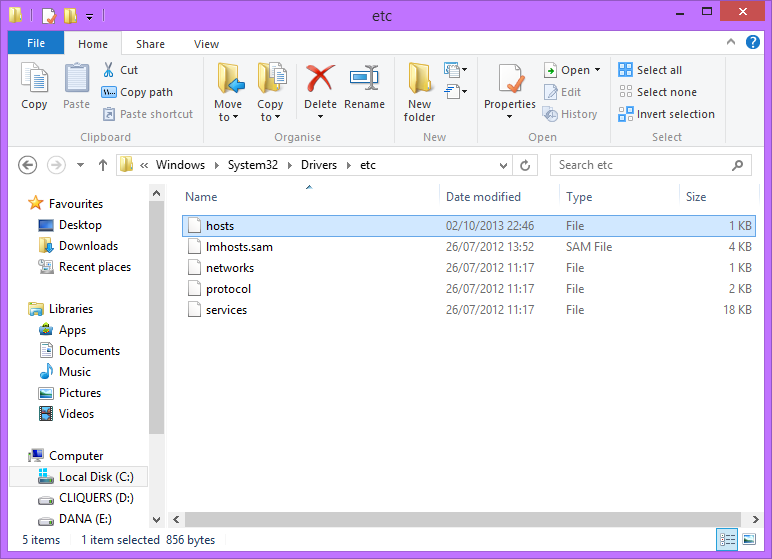 etc
File Home Share View
Copy
Paste
Cut
Copy path
Paste shortcut
Clipboard
Move to
Copy to
Delete
Rename
Organise
New folder
New
Properties
Open
Edit
History
Open
Select all
Select none
Invert selection
Select
« Windows System32 Drivers etc
Search etc
Name Date modified Type Size
hosts 02/10/2013 22:46 File 1 KB
lmhosts.sam 26/07/2012 13:52 SAM File 4 KB
networks 26/07/2012 11:17 File 1 KB
protocol 26/07/2012 11:17 File 2 KB
services 26/07/2012 11:17 File 18 KB
Favourites
Desktop
Downloads
Recent places
Libraries
Apps
Documents
Music
Pictures
Videos
Computer
Local Disk (C:)
CLIQUERS (D:)
DANA (E:)
5 items 1 item selected 856 bytes